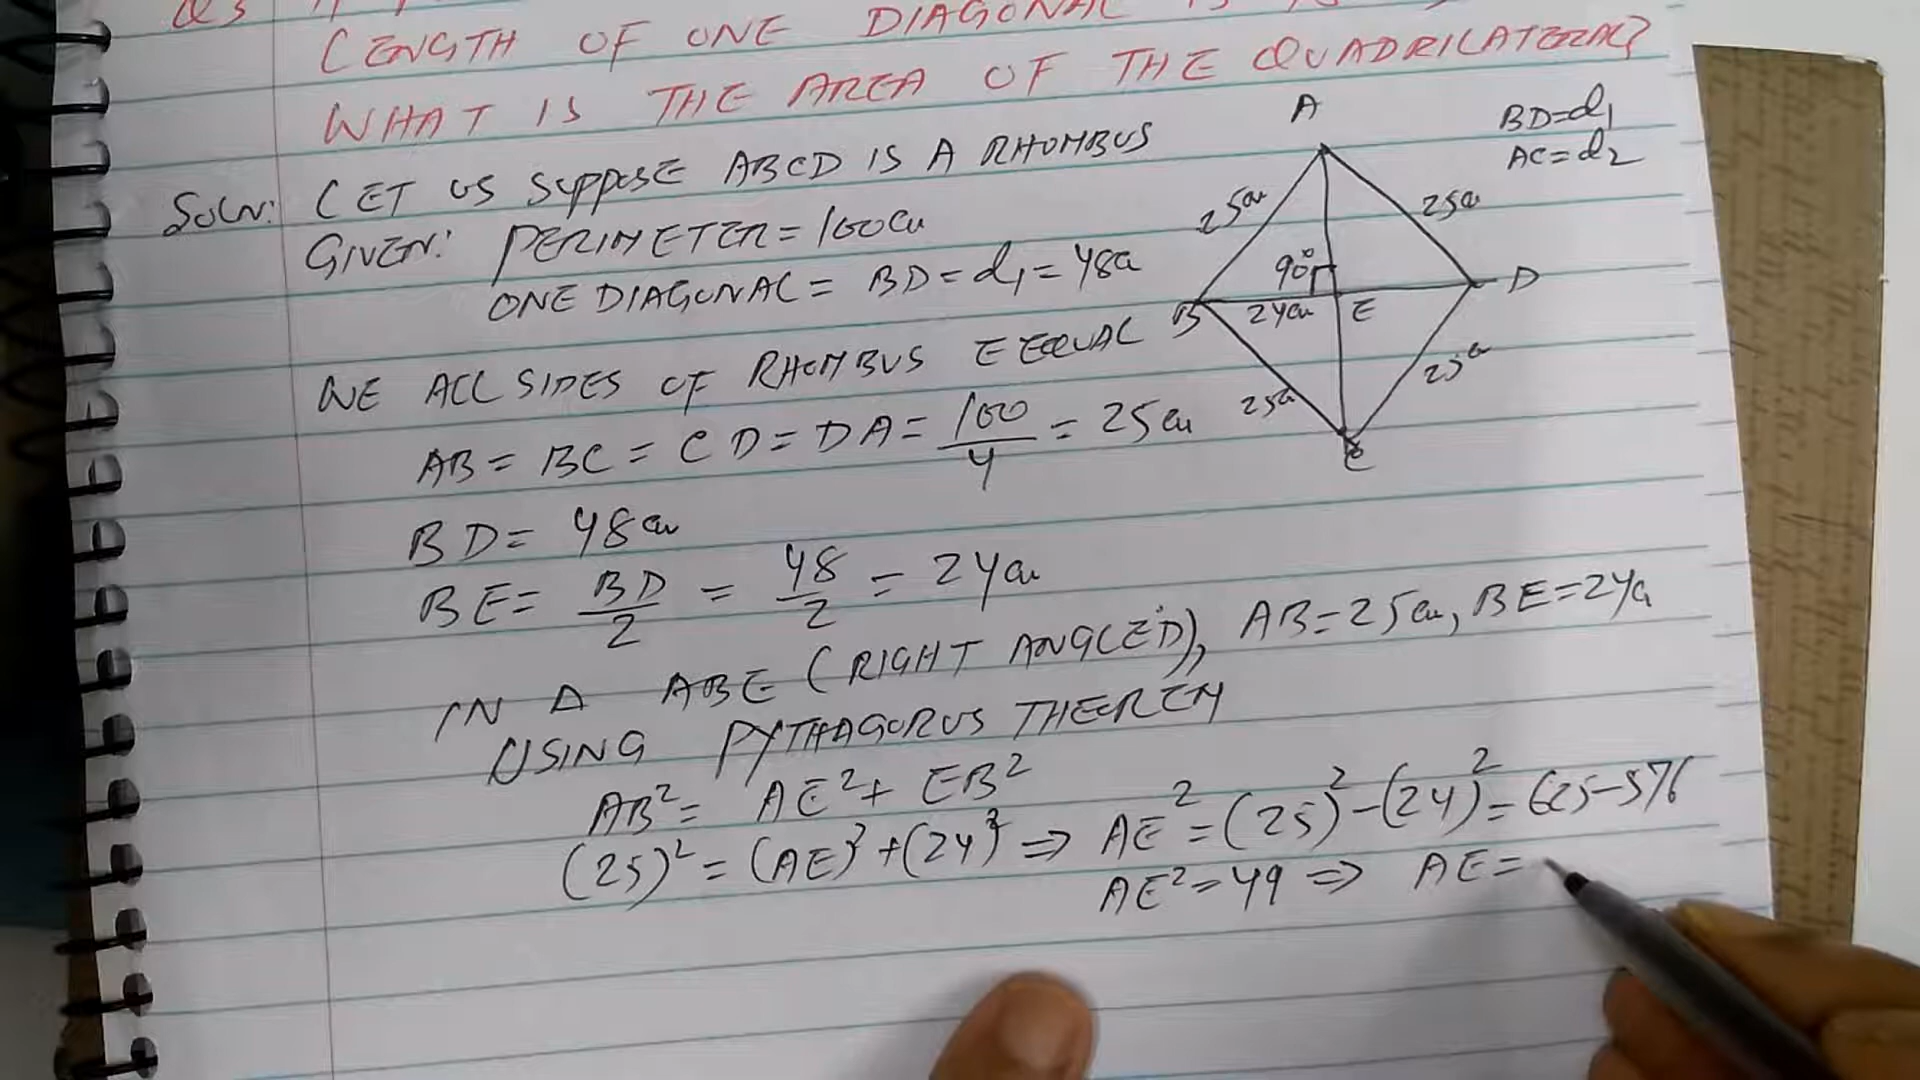 LENGTH OF ONE DIAGONAL IS
WHAT IS THE AREA OF THE QUADRILATERAL?
SOLN: LET US SUPPOSE ABCD IS A RHOMBUS
GIVEN: PERIMETER = 100cm
ONE DIAGONAL = BD = d1 = 48cm
WE ALL SIDES OF RHOMBUS E EQUAL
AB = BC = CD = DA = 100/4 = 25cm
BD = 48cm
BE = BD/2 = 48/2 = 24cm
IN Δ ABE (RIGHT ANGLED), AB = 25cm, BE = 24cm
USING PYTHAGORUS THEOREM
AB² = AE² + EB²
(25)² = (AE)² + (24)² ⇒ AE² = (25)² - (24)² = 625 - 576
AE² = 49 ⇒ AE =
A
BD = d1
AC = d2
25cm
25cm
90°
D
B
24cm
E
25cm
25cm
C